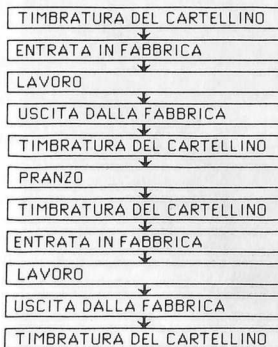 TIMBRATURA DEL CARTELLINO
ENTRATA IN FABBRICA
LAVORO
USCITA DALLA FABBRICA
TIMBRATURA DEL CARTELLINO
PRANZO
TIMBRATURA DEL CARTELLINO
ENTRATA IN FABBRICA
LAVORO
USCITA DALLA FABBRICA
TIMBRATURA DEL CARTELLINO